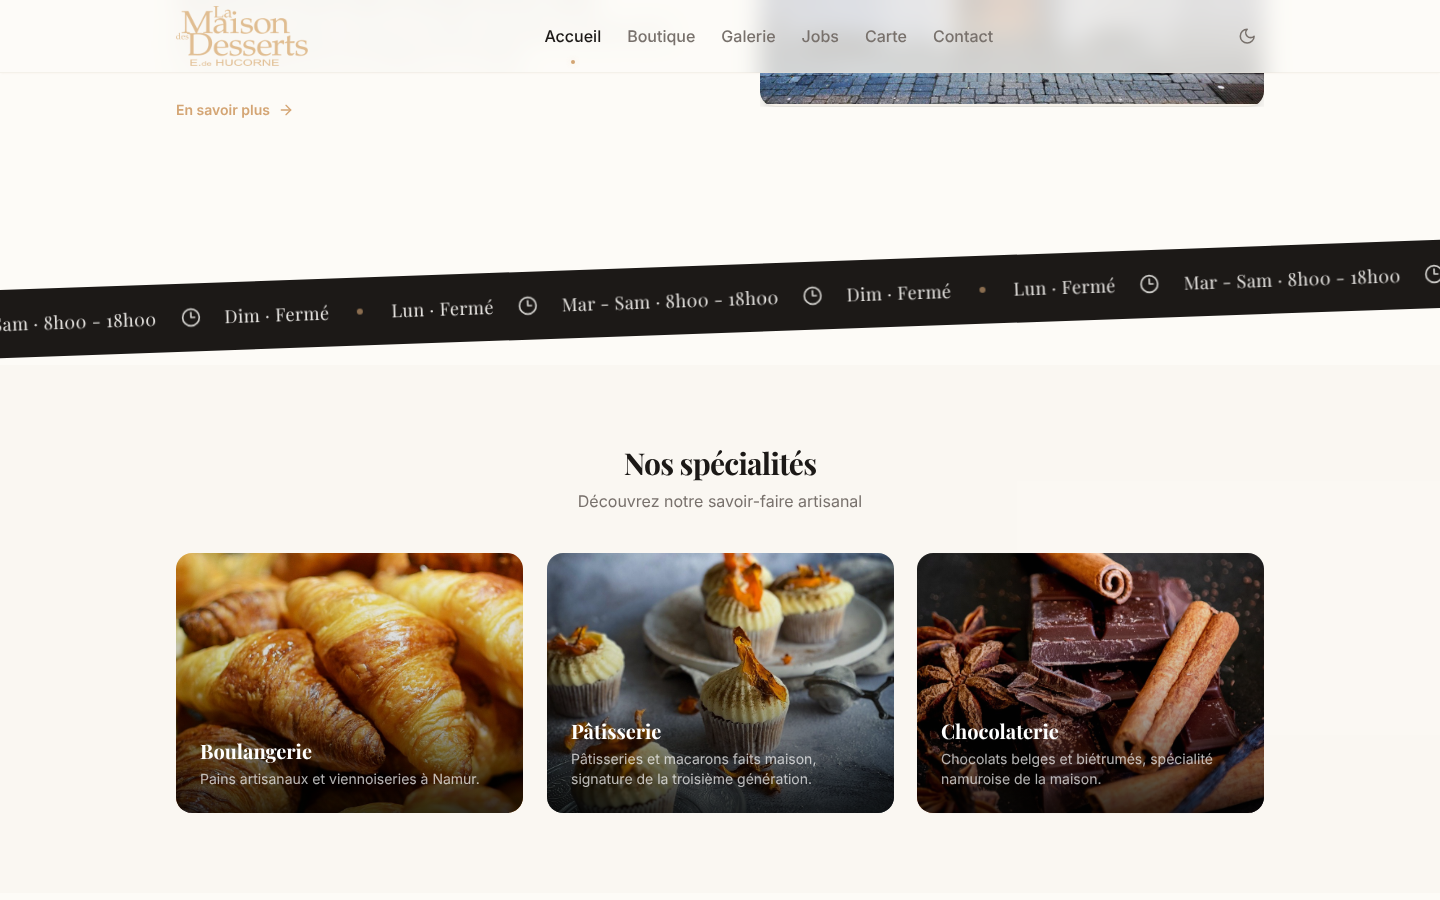 La
Maison
des Desserts
E. de HUCORNE
Accueil
Boutique
Galerie
Jobs
Carte
Contact
En savoir plus
Sam · 8h00 - 18h00 Dim · Fermé • Lun · Fermé Mar - Sam · 8h00 - 18h00 Dim · Fermé • Lun · Fermé Mar - Sam · 8h00 - 18h00
Nos spécialités
Découvrez notre savoir-faire artisanal
Boulangerie
Pains artisanaux et viennoiseries à Namur.
Pâtisserie
Pâtisseries et macarons faits maison,
signature de la troisième génération.
Chocolaterie
Chocolats belges et biétrumés, spécialité
namuroise de la maison.